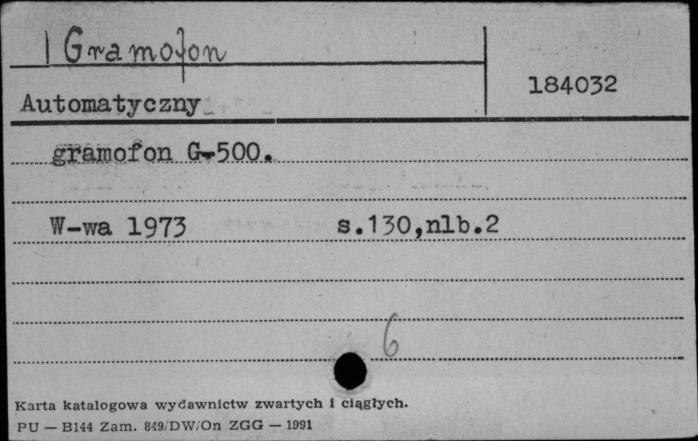 Gramofon
184032
Automatyczny
gramofon G-500.
W-wa 1973 s.130,nlb.2
6
Karta katalogowa wydawnictw zwartych i ciągłych.
PU — B144 Zam. 849/DW/On ZGG — 1991